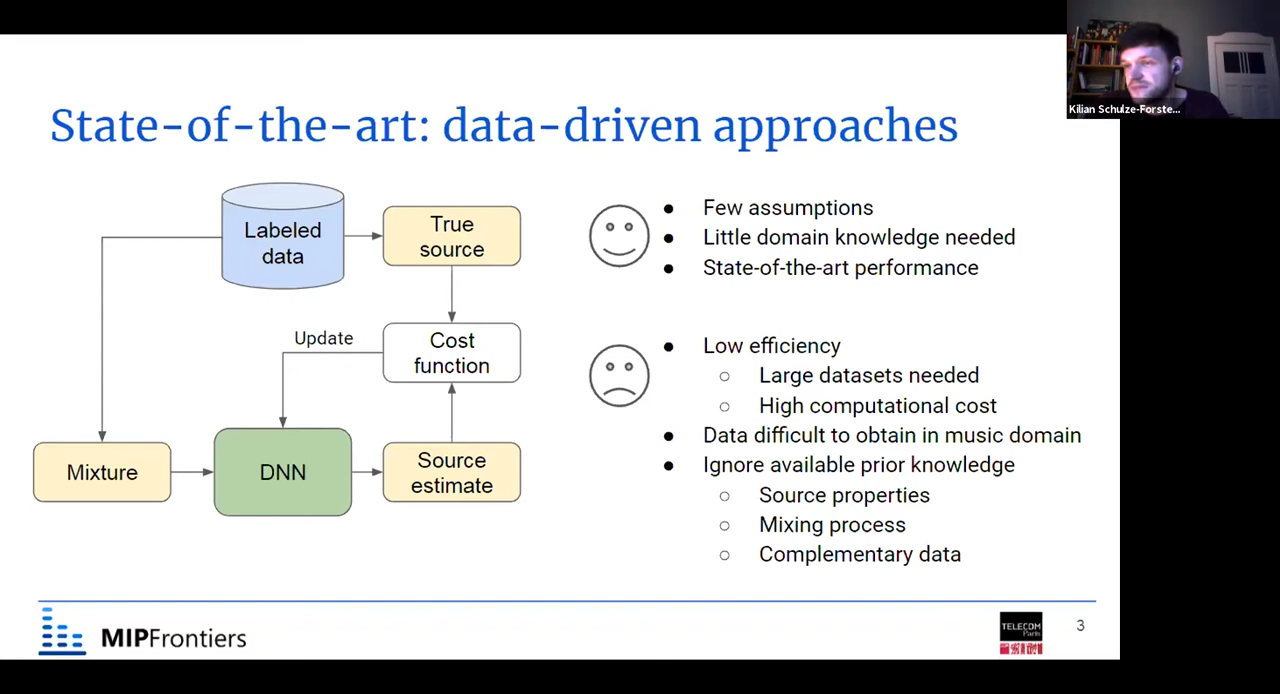 Kilian Schulze-Forste...
State-of-the-art: data-driven approaches
Labeled
data
True
source
Update
Cost
function
Mixture
DNN
Source
estimate
Few assumptions
Little domain knowledge needed
State-of-the-art performance
Low efficiency
Large datasets needed
High computational cost
Data difficult to obtain in music domain
Ignore available prior knowledge
Source properties
Mixing process
Complementary data
MIPFrontiers
TELECOM
Paris
3